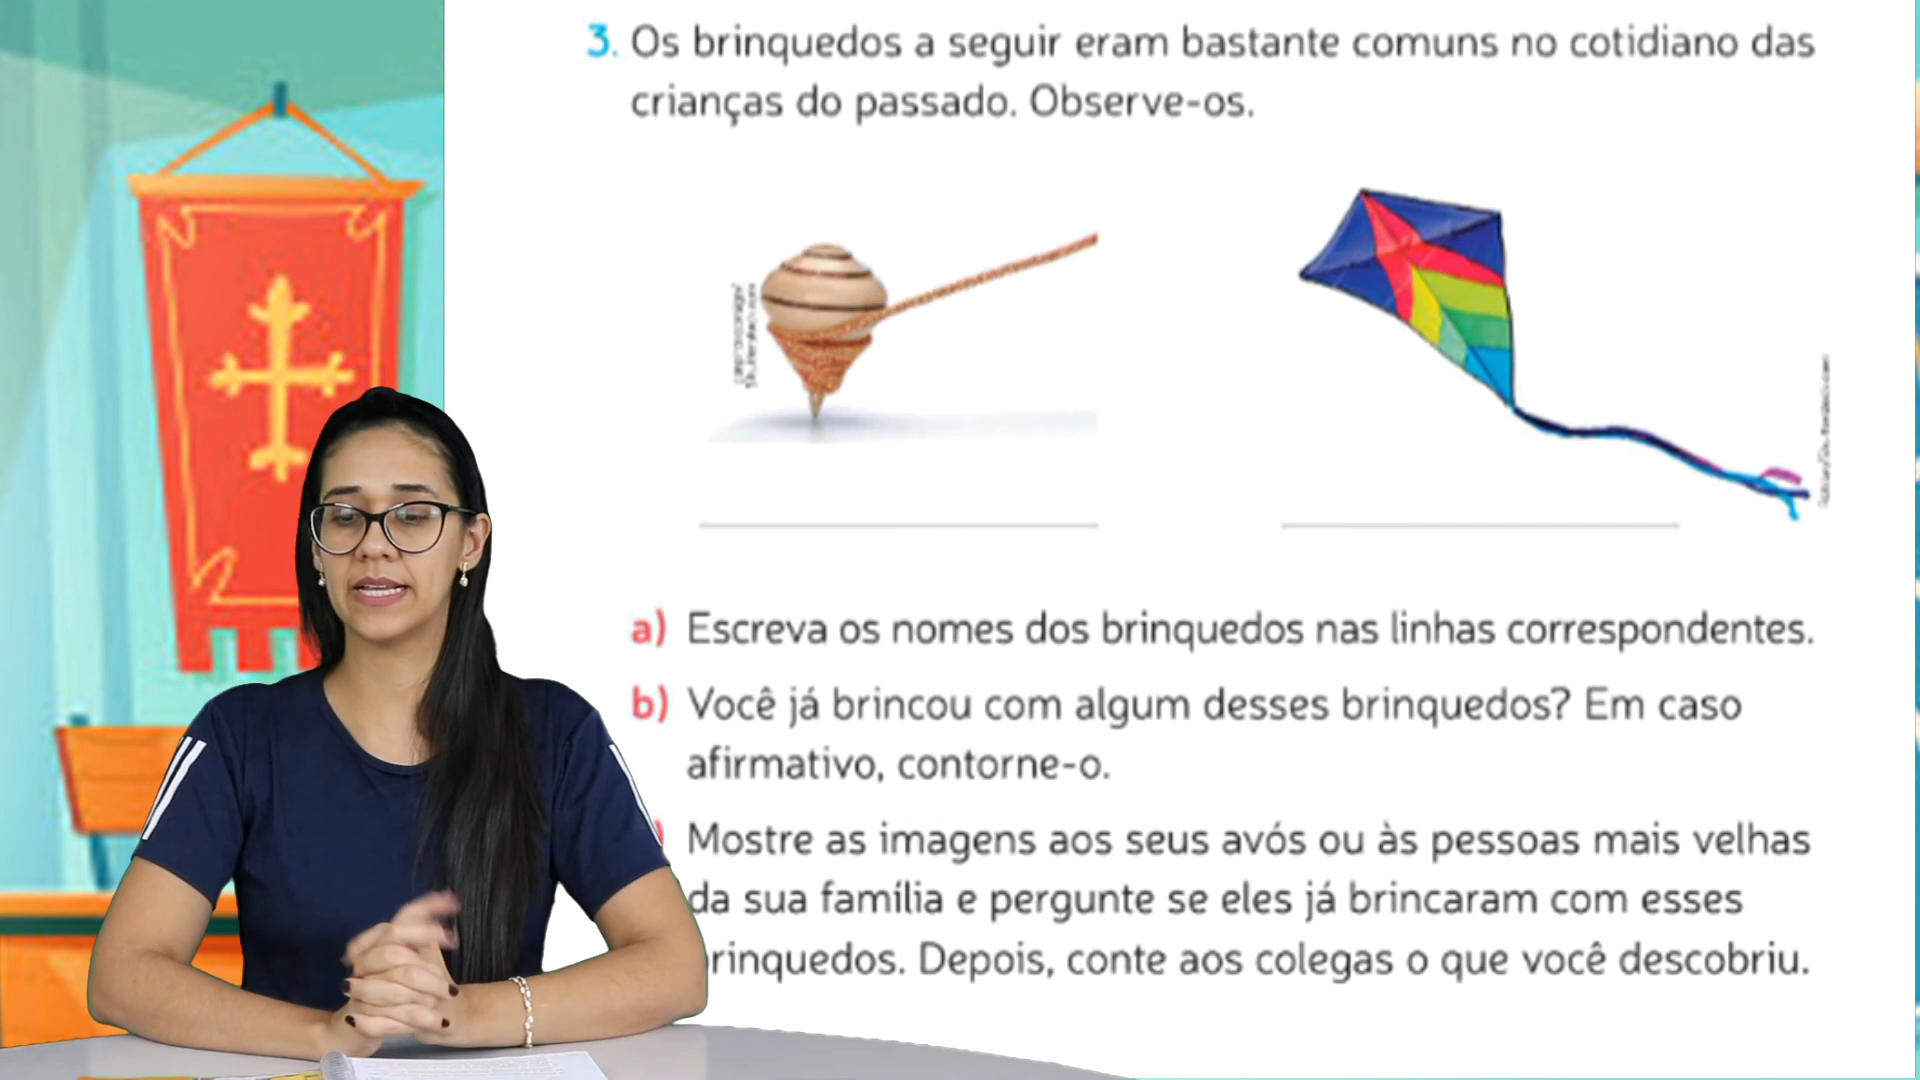 3. Os brinquedos a seguir eram bastante comuns no cotidiano das
crianças do passado. Observe-os.
a) Escreva os nomes dos brinquedos nas linhas correspondentes.
b) Você já brincou com algum desses brinquedos? Em caso
afirmativo, contorne-o.
) Mostre as imagens aos seus avós ou às pessoas mais velhas
da sua família e pergunte se eles já brincaram com esses
rinquedos. Depois, conte aos colegas o que você descobriu.